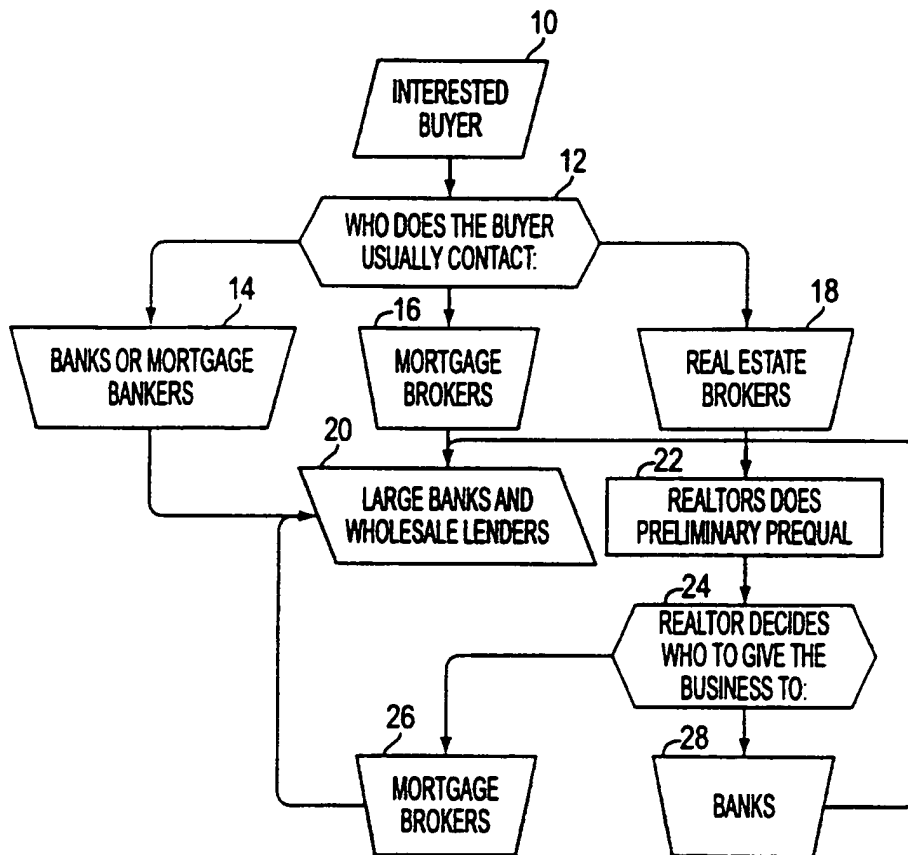 10
INTERESTED
BUYER
12
WHO DOES THE BUYER
USUALLY CONTACT:
14
BANKS OR MORTGAGE
BANKERS
16
MORTGAGE
BROKERS
18
REAL ESTATE
BROKERS
20
LARGE BANKS AND
WHOLESALE LENDERS
22
REALTORS DOES
PRELIMINARY PREQUAL
24
REALTOR DECIDES
WHO TO GIVE THE
BUSINESS TO:
26
MORTGAGE
BROKERS
28
BANKS